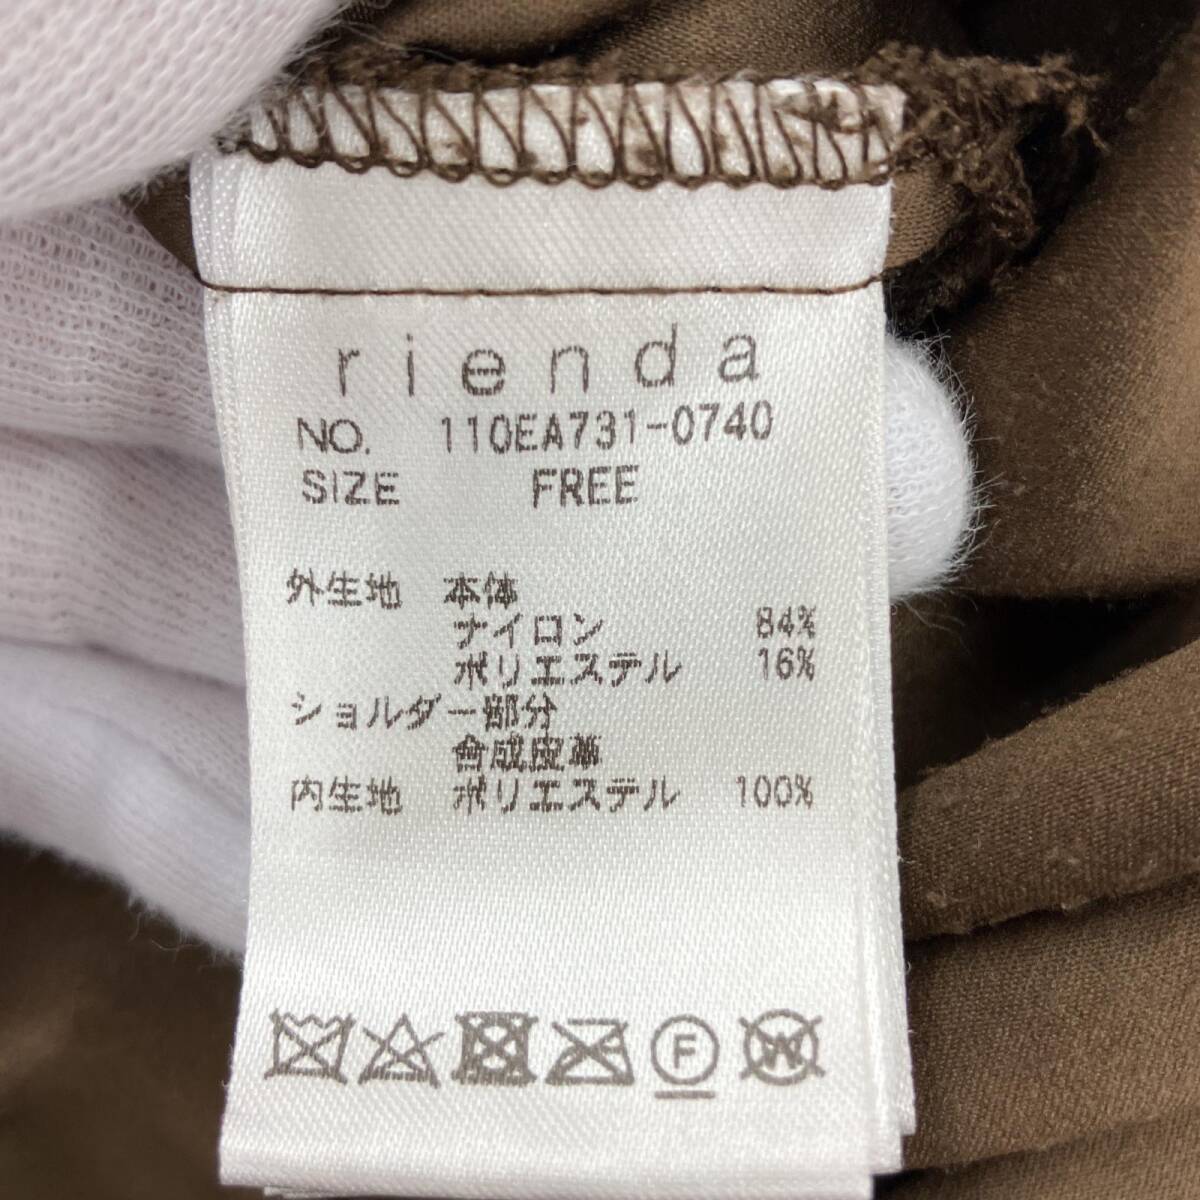 rienda
NO. 110EA731-0740
SIZE FREE
外生地 本体
ナイロン 84%
ポリエステル 16%
ショルダー部分
合成皮革
内生地 ポリエステル 100%
F W